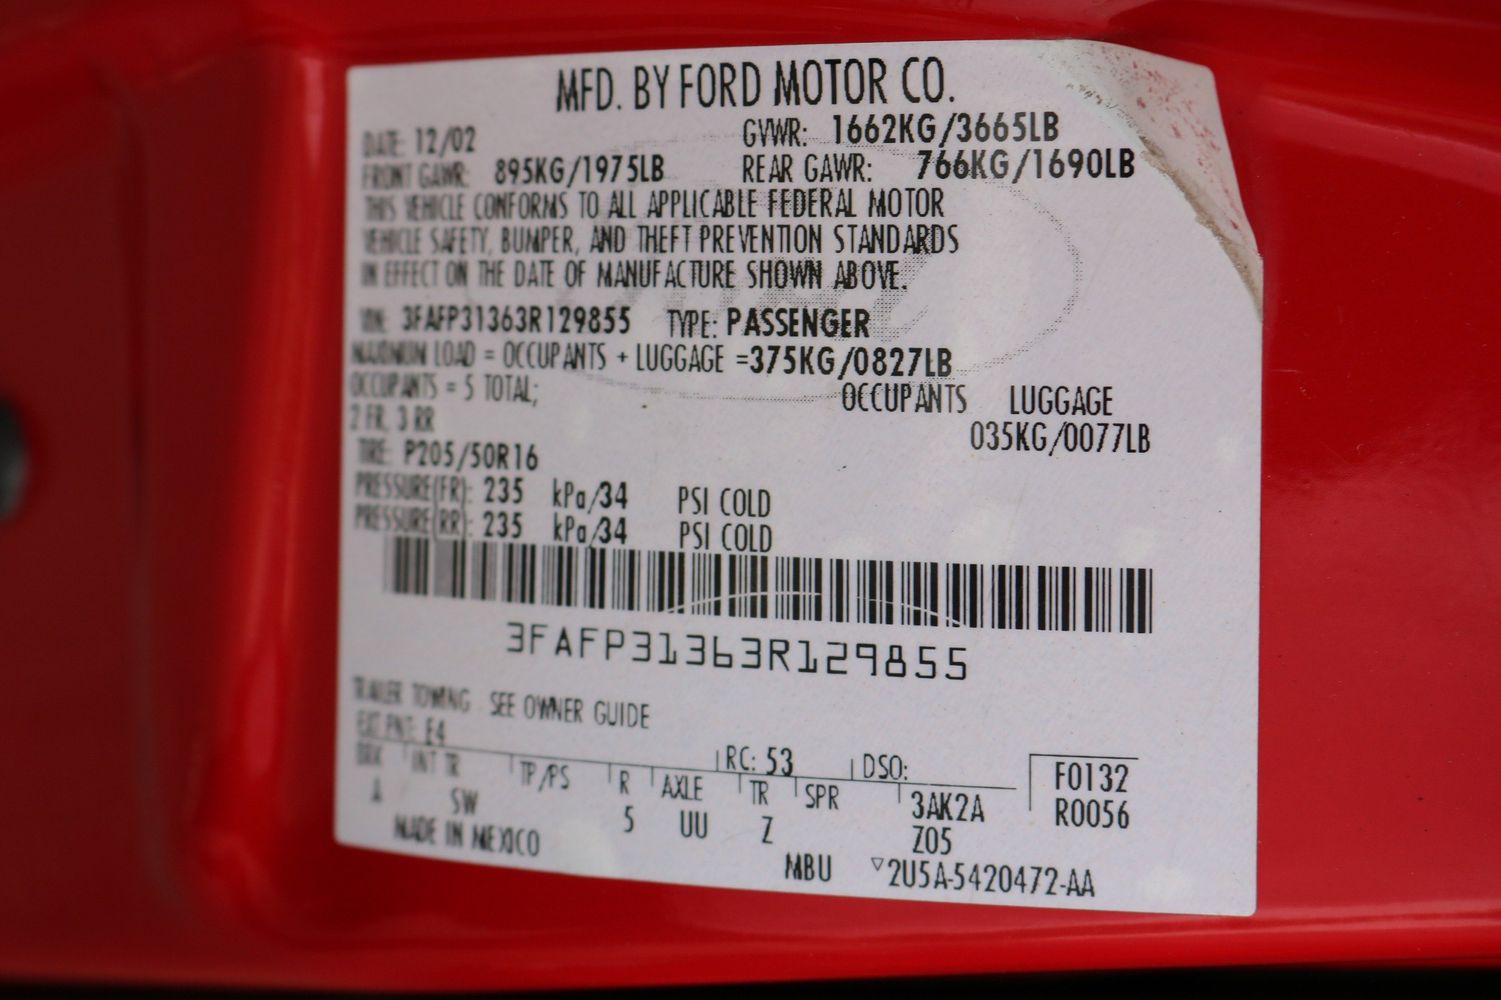 MFD. BY FORD MOTOR CO.
DATE: 12/02 GVWR: 1662KG/3665LB
FRONT GAWR: 895KG/1975LB REAR GAWR: 766KG/1690LB
THIS VEHICLE CONFORMS TO ALL APPLICABLE FEDERAL MOTOR
VEHICLE SAFETY, BUMPER, AND THEFT PREVENTION STANDARDS
IN EFFECT ON THE DATE OF MANUFACTURE SHOWN ABOVE.
VIN: 3FAFP31363R129855 TYPE: PASSENGER
MAXIMUM LOAD = OCCUPANTS + LUGGAGE =375KG/0827LB
OCCUPANTS = 5 TOTAL; OCCUPANTS LUGGAGE
2 FR, 3 RR 035KG/0077LB
TIRE: P205/50R16
PRESSURE(FR): 235 kPa/34 PSI COLD
PRESSURE(RR): 235 kPa/34 PSI COLD
3FAFP31363R129855
TRAILER TOWING SEE OWNER GUIDE
EXT PNT: E4 RC: 53 DSO: F0132
BRK INT TR TP/PS R AXLE TR SPR 3AK2A R0056
SW 5 UU Z Z05
MADE IN MEXICO MBU ▽2U5A-5420472-AA